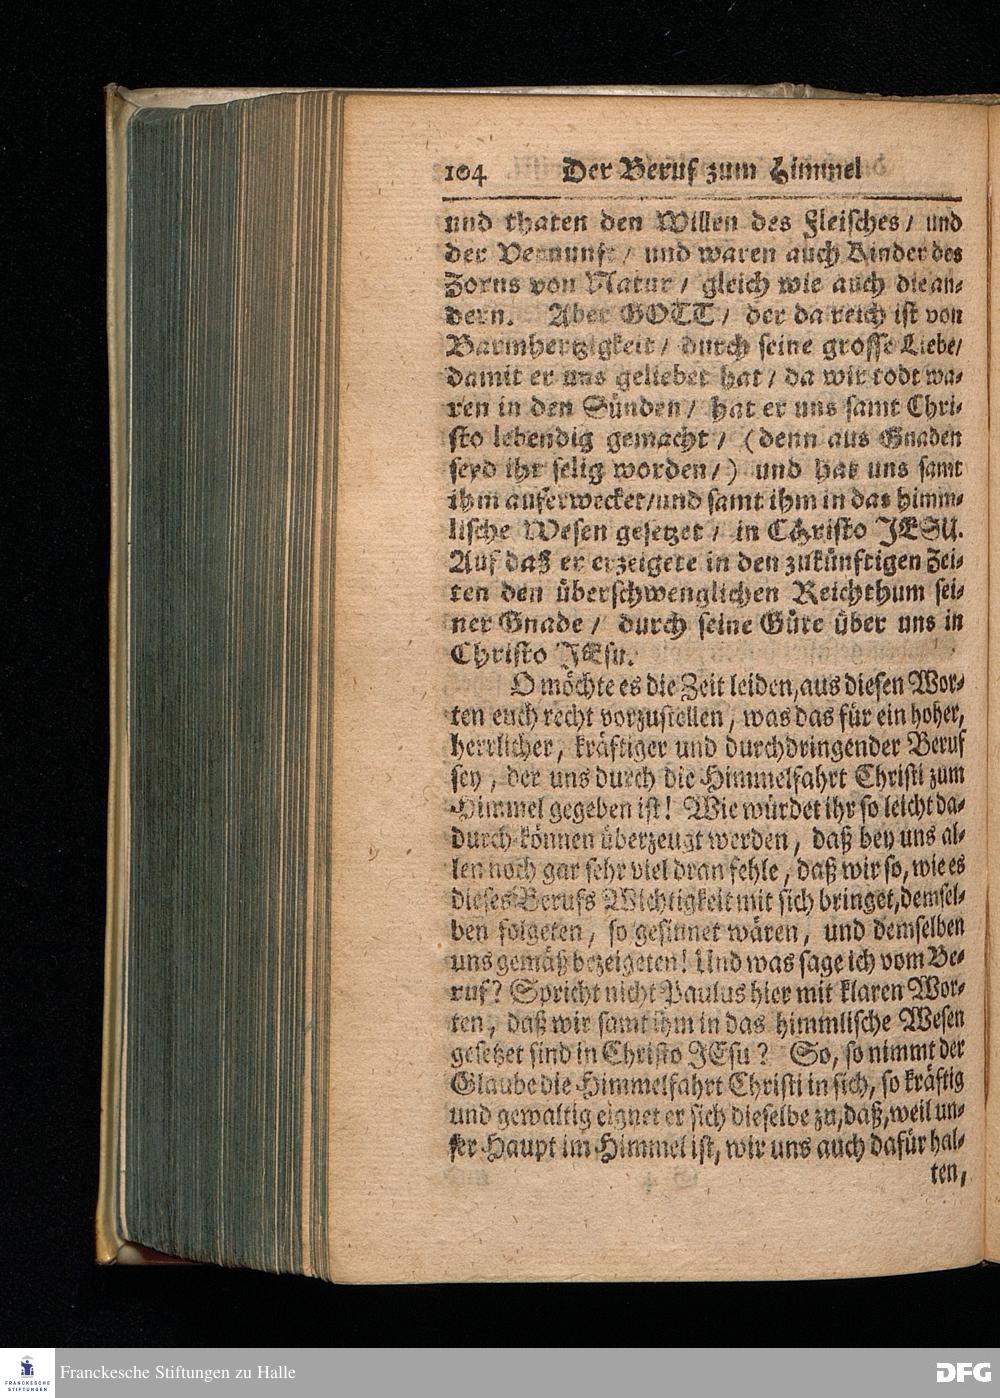 104 Der Beruf zum Himmel
und thaten den Willen des Fleisches / und
der Vernunft / und waren auch Kinder des
Zorns von Natur / gleich wie auch die an-
dern. Aber GOTT / der da reich ist von
Barmhertzigkeit / durch seine grosse Liebe /
damit er uns geliebet hat / da wir todt wa-
ren in den Sünden / hat er uns samt Chri-
sto lebendig gemacht / (denn aus Gnaden
seyd ihr selig worden /) und hat uns samt
ihm auferwecket / und samt ihm in das himm-
lische Wesen gesetzet / in Christo JESU.
Auf daß er erzeigete in den zukünftigen Zei-
ten den überschwenglichen Reichthum sei-
ner Gnade / durch seine Güte über uns in
Christo JEsu.
O möchte es die Zeit leiden, aus diesen Wor-
ten euch recht vorzustellen, was das für ein hoher,
herrlicher, kräftiger und durchdringender Beruf
sey, der uns durch die Himmelfahrt Christi zum
Himmel gegeben ist! Wie würdet ihr so leicht da-
durch können überzeugt werden, daß bey uns al-
len noch gar sehr viel dran fehle, daß wir so, wie es
dieses Berufs Wichtigkeit mit sich bringet, demsel-
ben folgeten, so gesinnet wären, und demselben
uns gemäß bezeigeten! Und was sage ich vom Be-
ruf? Spricht nicht Paulus hier mit klaren Wor-
ten, daß wir samt ihm in das himmlische Wesen
gesetzet sind in Christo JEsu? So, so nimmt der
Glaube die Himmelfahrt Christi in sich, so kräftig
und gewaltig eignet er sich dieselbe zu, daß, weil un-
ser Haupt im Himmel ist, wir uns auch dafür hal-
ten,
FRANCKESCHE STIFTUNGEN
Franckesche Stiftungen zu Halle
DFG